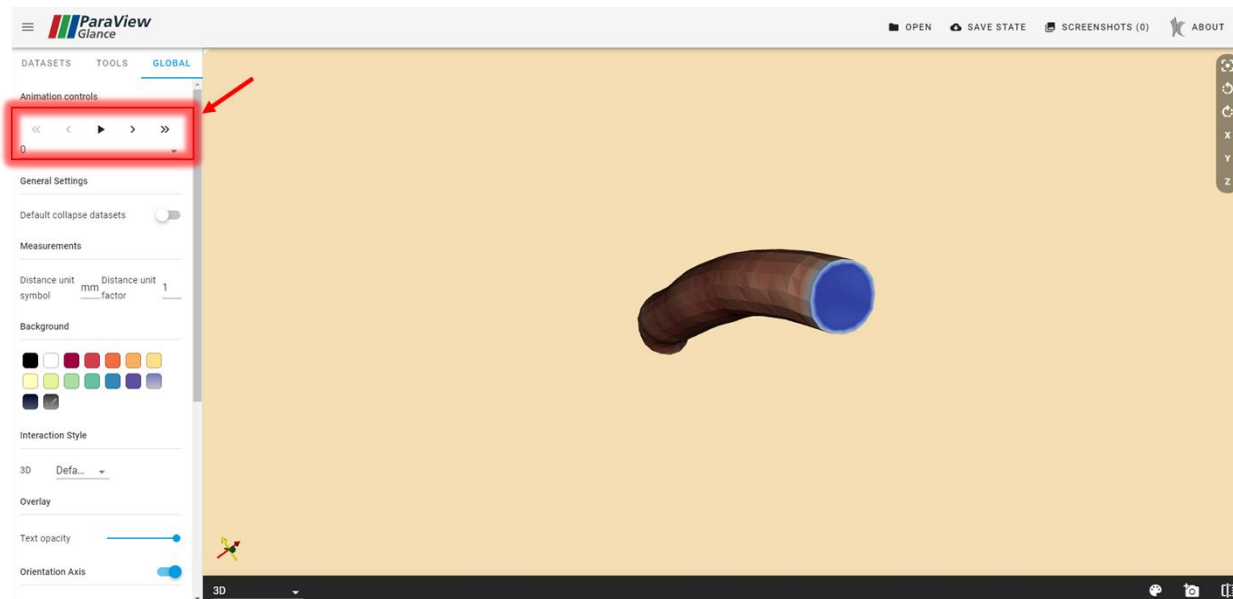 ParaView
Glance
OPEN
SAVE STATE
SCREENSHOTS (0)
ABOUT
DATASETS
TOOLS
GLOBAL
Animation controls
0
General Settings
Default collapse datasets
Measurements
Distance unit symbol
mm
Distance unit factor
1
Background
Interaction Style
3D
Defa...
Overlay
Text opacity
Orientation Axis
X
Y
Z
3D